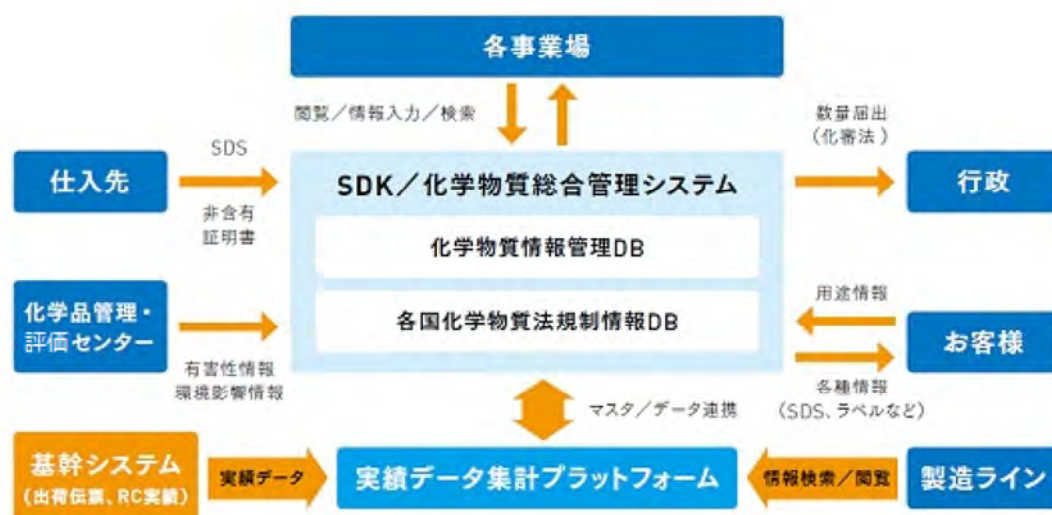 各事業場
閲覧／情報入力／検索
数量届出
（化審法）
SDS
仕入先
非含有
証明書
SDK／化学物質総合管理システム
行政
化学物質情報管理DB
化学品管理・
評価センター
有害性情報
環境影響情報
各国化学物質法規制情報DB
用途情報
お客様
各種情報
（SDS、ラベルなど）
マスタ／データ連携
基幹システム
（出荷伝票、RC実績）
実績データ
実績データ集計プラットフォーム
情報検索／閲覧
製造ライン